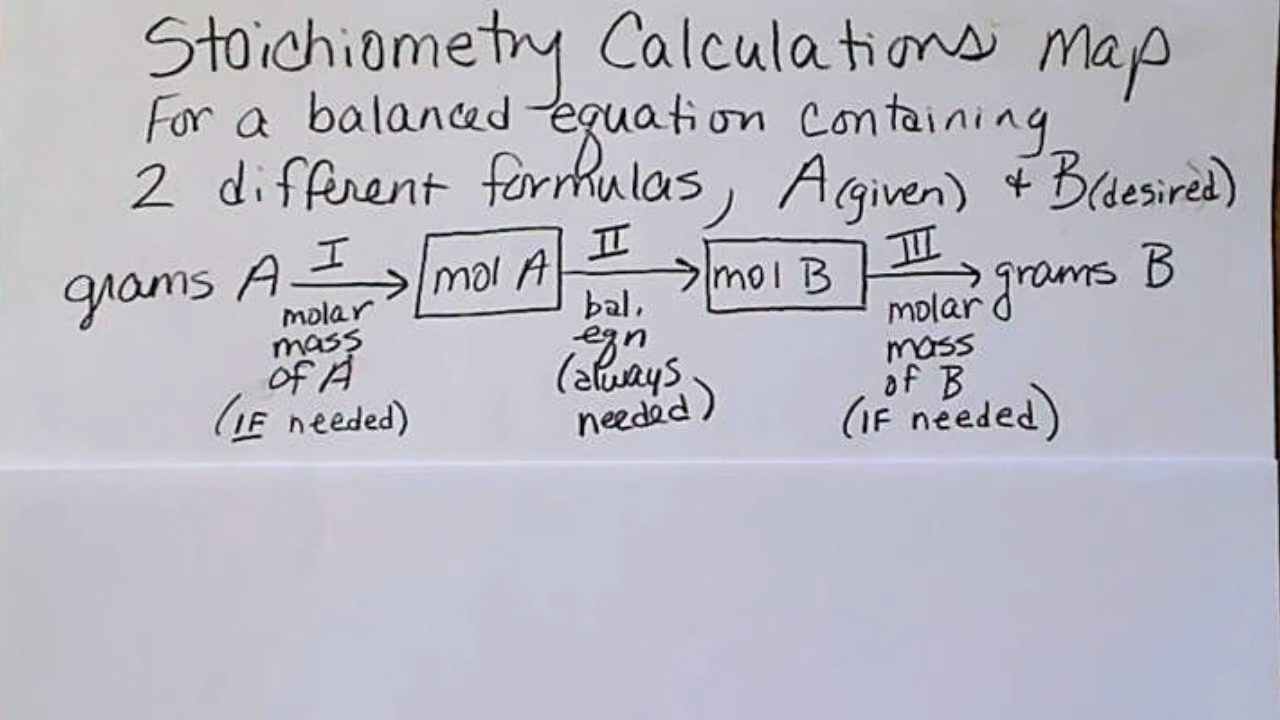 Stoichiometry Calculations Map
For a balanced equation containing
2 different formulas, A (given) & B (desired)
I II III
grams A → mol A → mol B → grams B
molar mass of A (IF needed)
bal. eqn (always needed)
molar mass of B (IF needed)